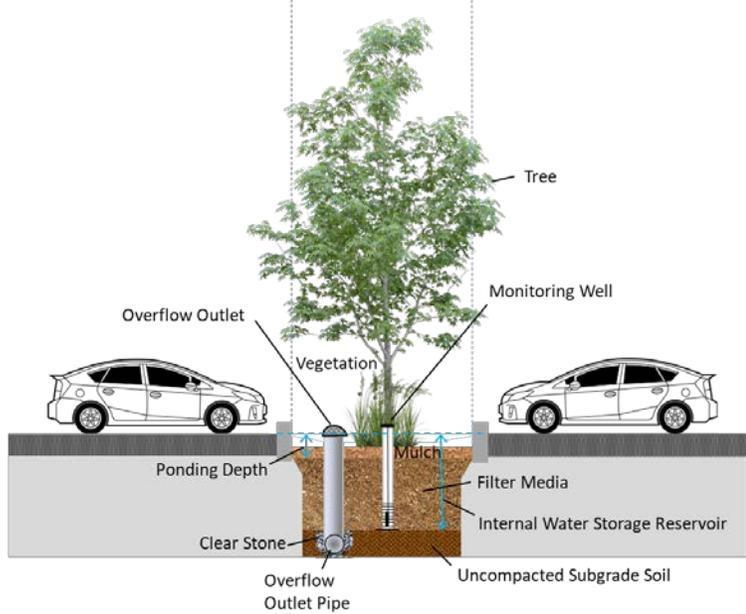 Tree
Monitoring Well
Overflow Outlet
Vegetation
Mulch
Ponding Depth
Filter Media
Internal Water Storage Reservoir
Clear Stone
Uncompacted Subgrade Soil
Overflow
Outlet Pipe